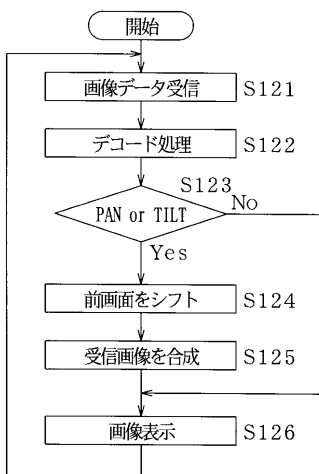 開始
画像データ受信 S121
デコード処理 S122
S123
PAN or TILT No
Yes
前画面をシフト S124
受信画像を合成 S125
画像表示 S126